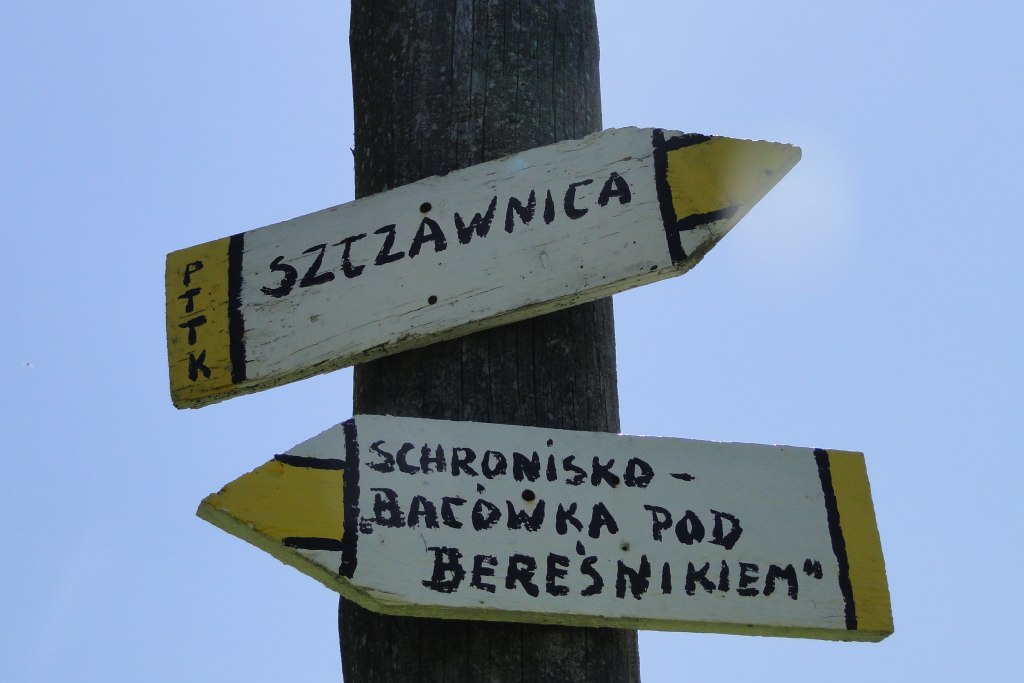 PTTK
SZCZAWNICA
SCHRONISKO -
„BACÓWKA POD
BEREŚNIKIEM"